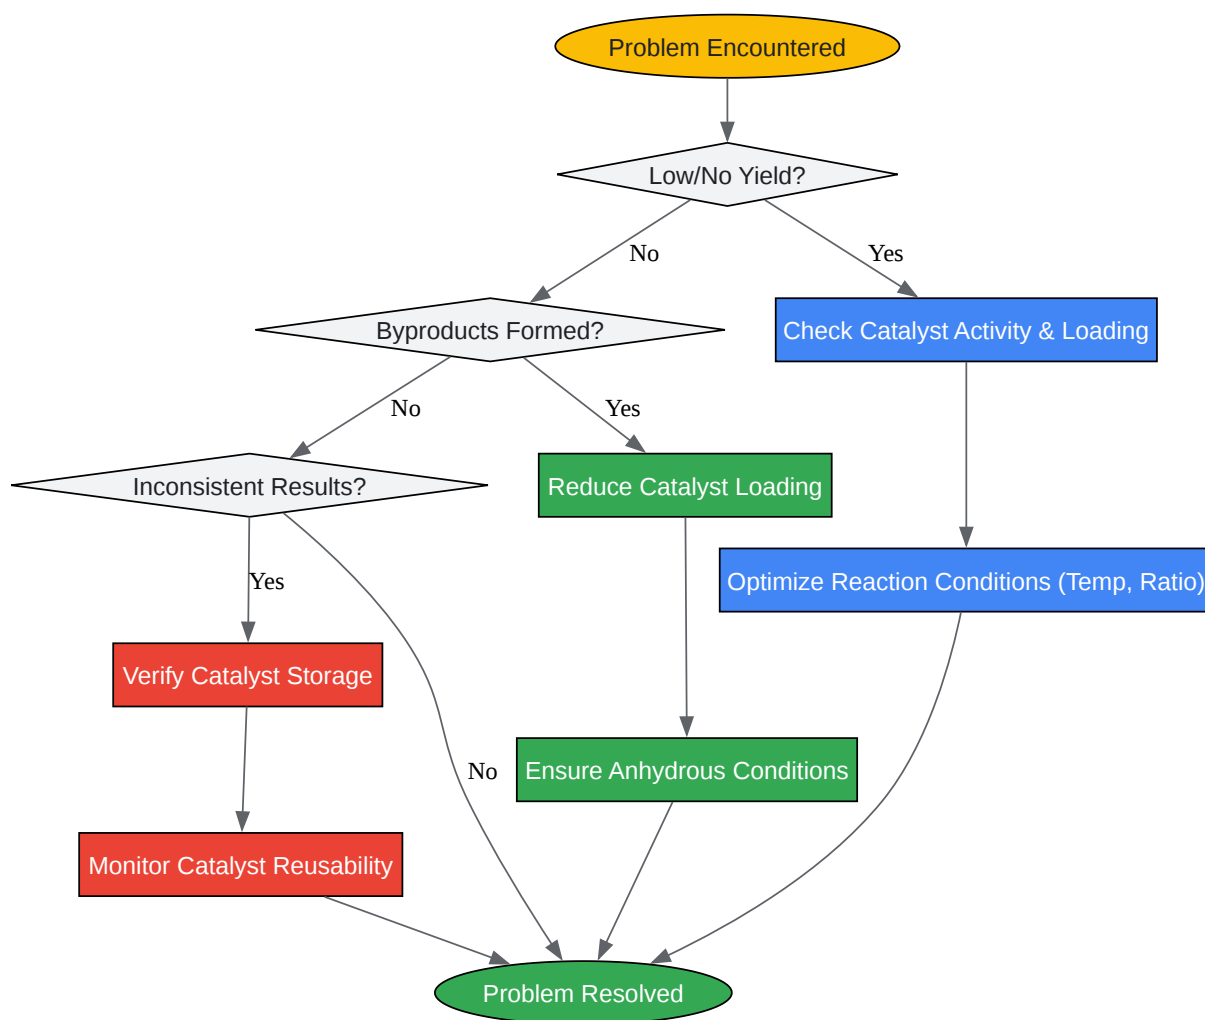 Problem Encountered
Low/No Yield?
No
Yes
Byproducts Formed?
Check Catalyst Activity & Loading
No
Yes
Inconsistent Results?
Reduce Catalyst Loading
Yes
Optimize Reaction Conditions (Temp, Ratio)
Verify Catalyst Storage
No
Ensure Anhydrous Conditions
Monitor Catalyst Reusability
Problem Resolved